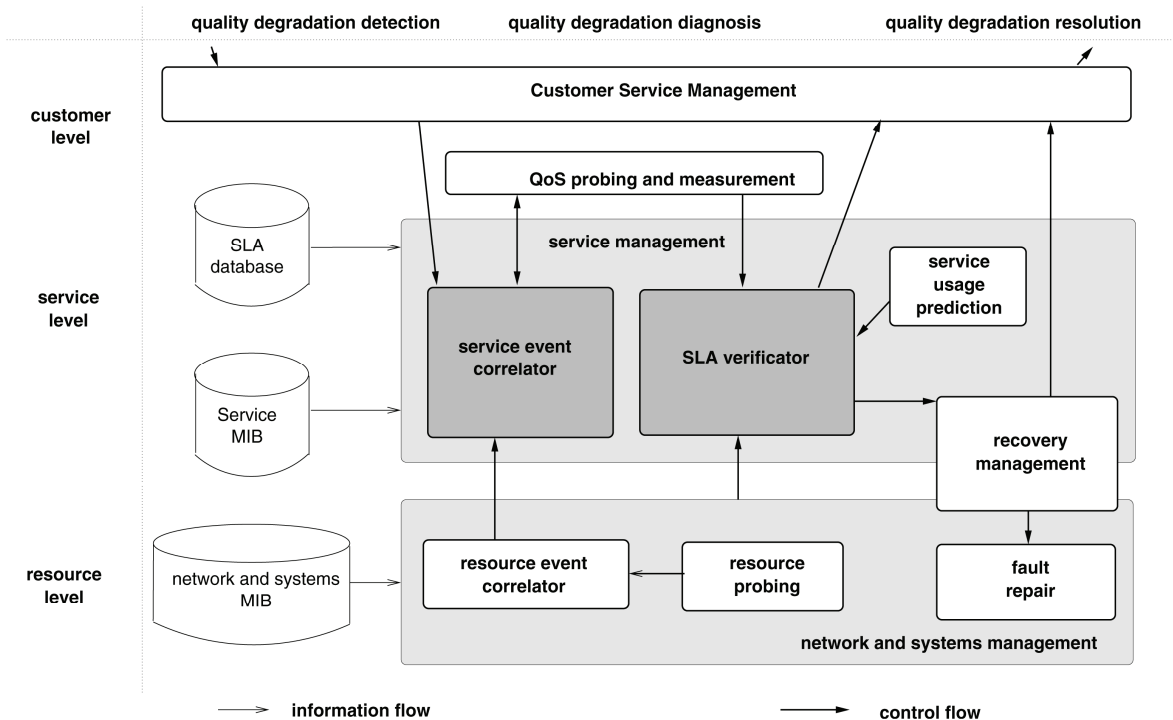 quality degradation detection
quality degradation diagnosis
quality degradation resolution
customer
level
Customer Service Management
QoS probing and measurement
service
level
SLA
database
service management
service
usage
prediction
service event
correlator
SLA verificator
Service
MIB
recovery
management
resource
level
network and systems
MIB
resource event
correlator
resource
probing
fault
repair
network and systems management
information flow
control flow